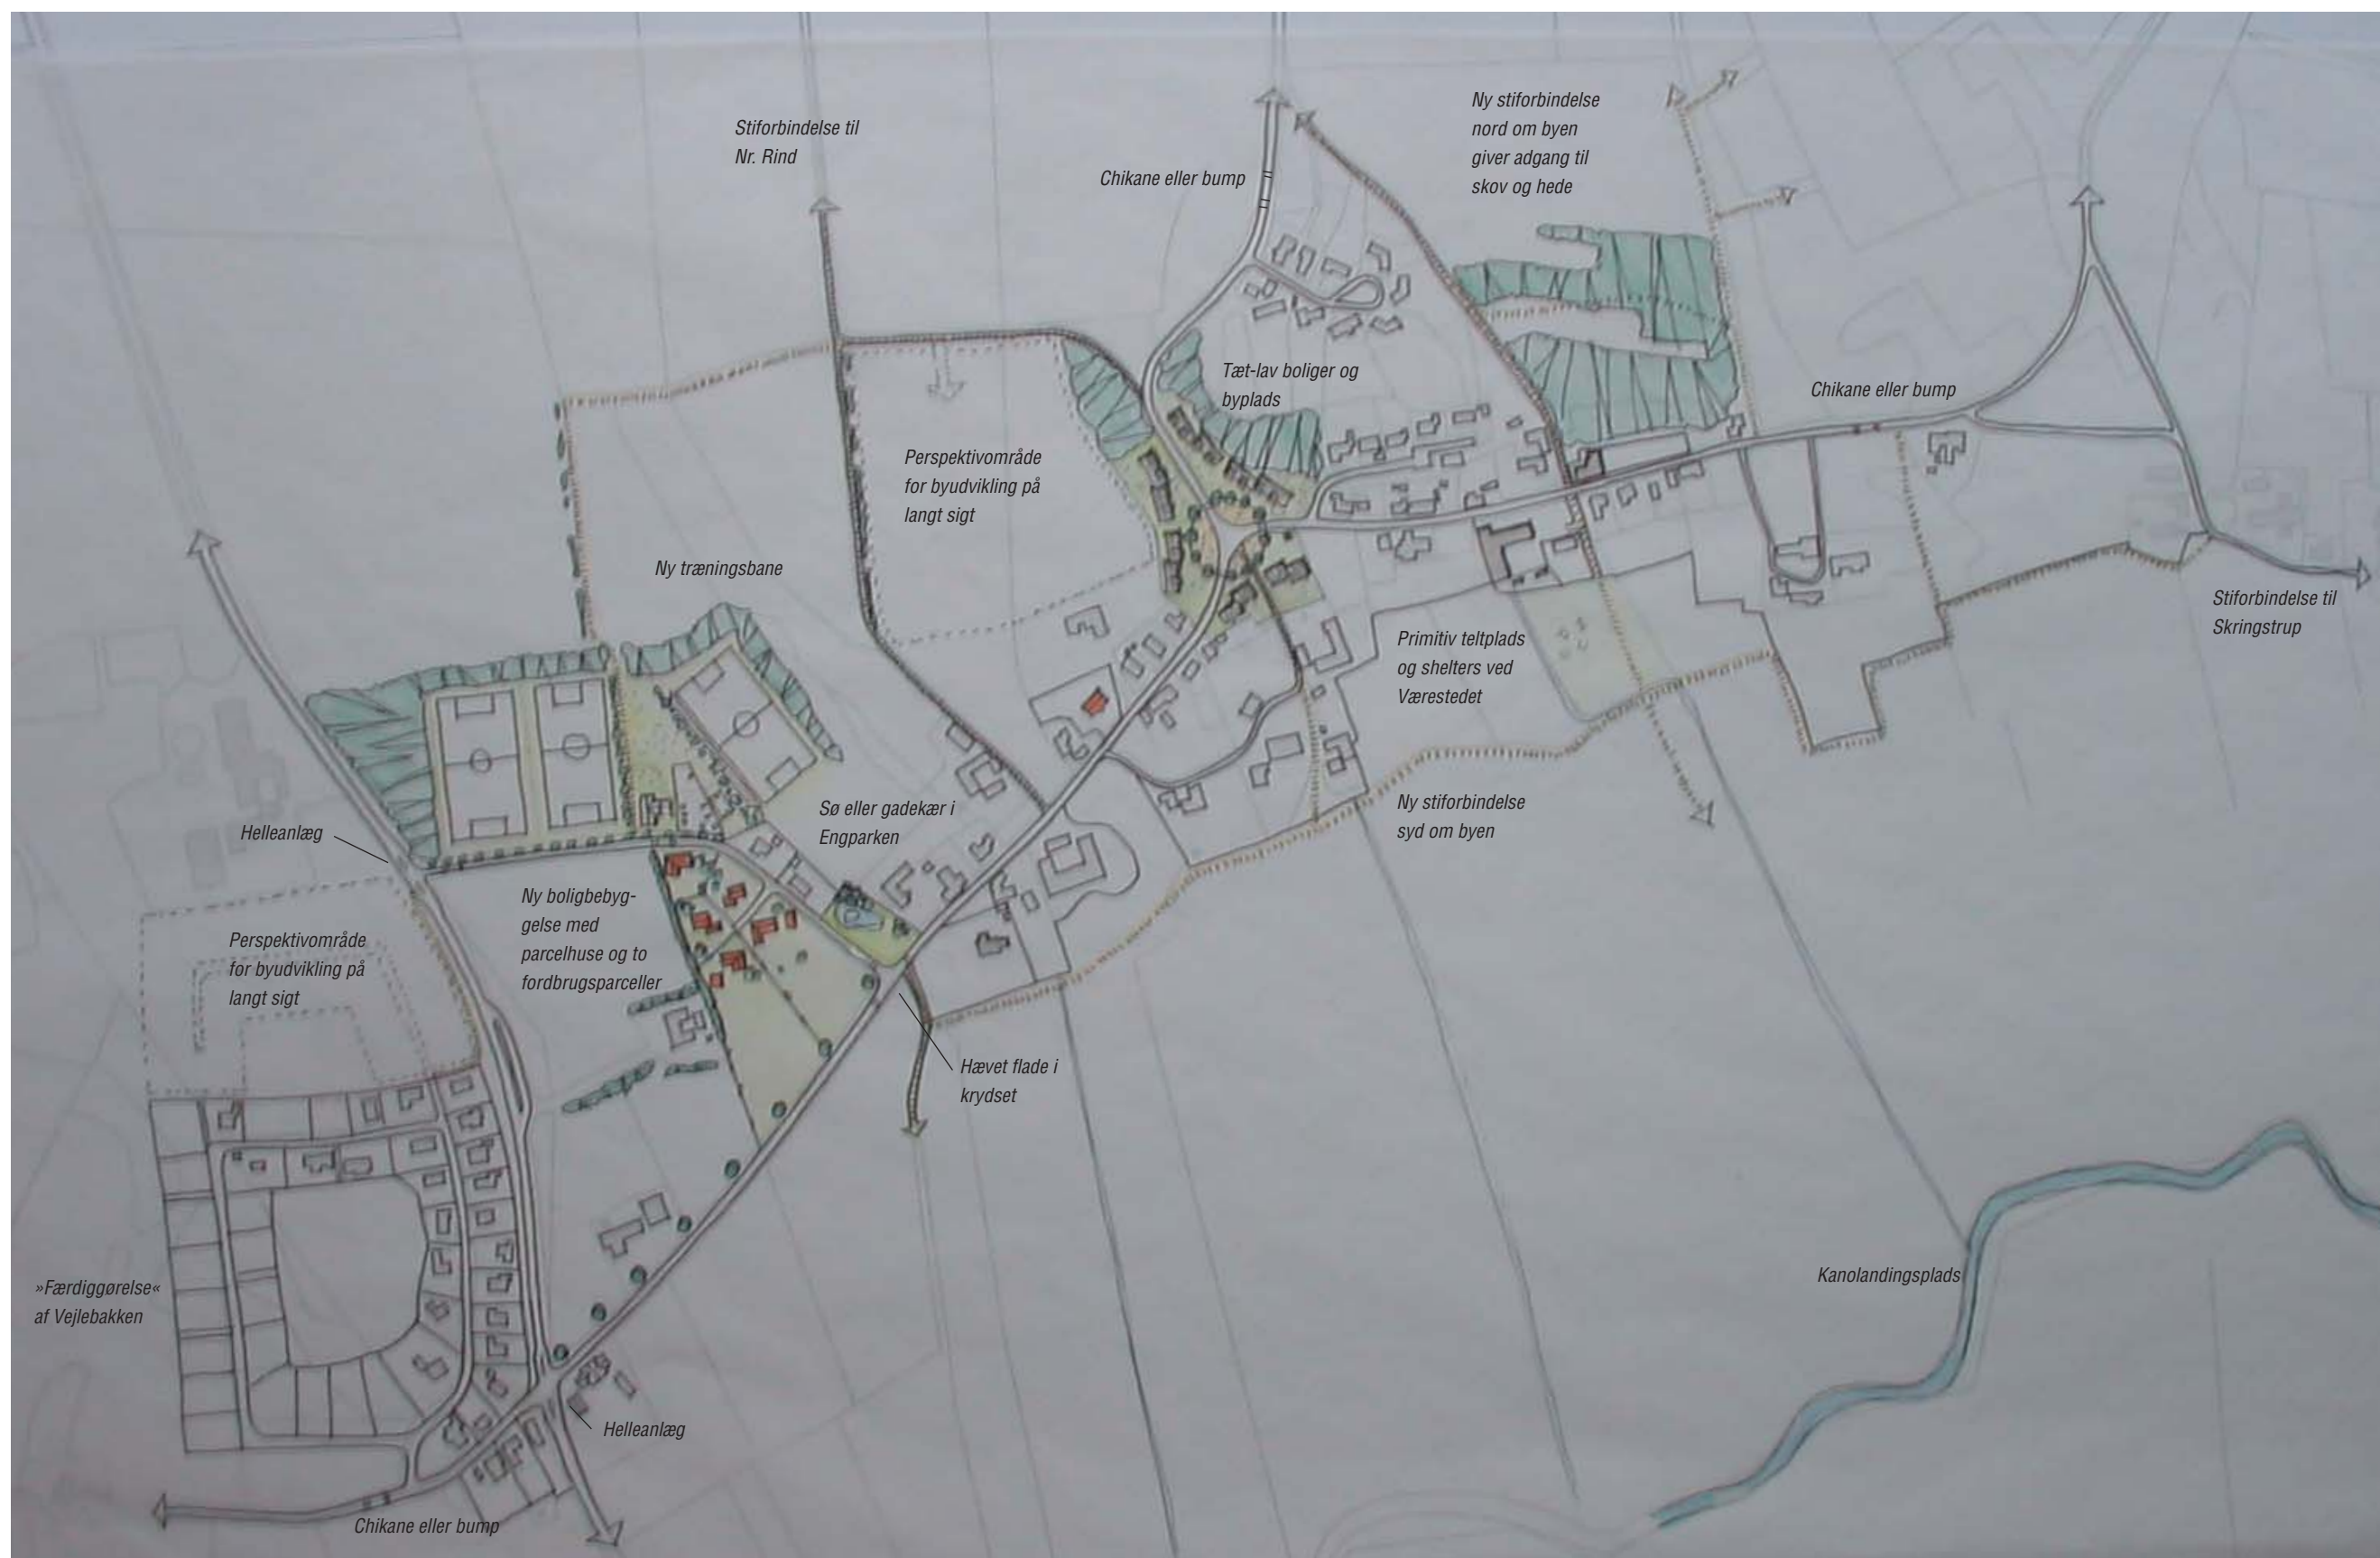 Ny stiforbindelse
nord om byen
giver adgang til
skov og hede
Stiforbindelse til
Nr. Rind
Chikane eller bump
Tæt-lav boliger og
byplads
Chikane eller bump
Perspektivområde
for byudvikling på
langt sigt
Ny træningsbane
Stiforbindelse til
Skringstrup
Primitiv teltplads
og shelters ved
Værestedet
Sø eller gadekær i
Engparken
Ny stiforbindelse
syd om byen
Helleanlæg
Ny boligbebyg-
gelse med
parcelhuse og to
fordbrugsparceller
Perspektivområde
for byudvikling på
langt sigt
Hævet flade i
krydset
»Færdiggørelse«
af Vejlebakken
Kanolandingsplads
Helleanlæg
Chikane eller bump